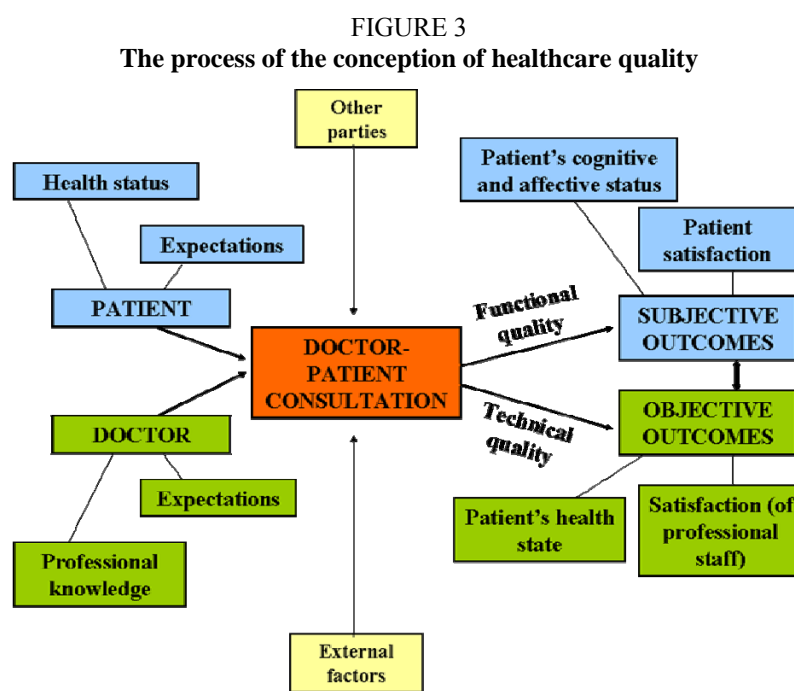 FIGURE 3
The process of the conception of healthcare quality
Other
parties
Health status
Expectations
PATIENT
Patient's cognitive
and affective status
Patient
satisfaction
Functional
quality
SUBJECTIVE
OUTCOMES
DOCTOR-
PATIENT
CONSULTATION
DOCTOR
Expectations
Professional
knowledge
Technical
quality
OBJECTIVE
OUTCOMES
Patient's health
state
Satisfaction (of
professional
staff)
External
factors